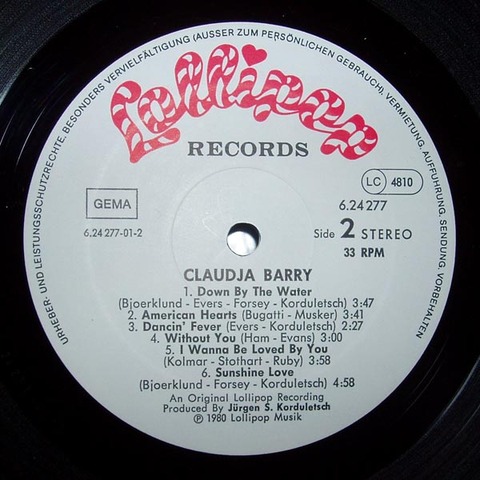 URHEBER- UND LEISTUNGSSCHUTZRECHTE, BESONDERS VERVIELFÄLTIGUNG (AUSSER ZUM PERSÖNLICHEN GEBRAUCH), VERMIETUNG, AUFFÜHRUNG, SENDUNG, VORBEHALTEN
Lollipop
RECORDS
LC 4810
GEMA
6.24 277
6.24 277-01-2
Side 2 STEREO
33 RPM
CLAUDJA BARRY
1. Down By The Water
(Bjoerklund - Evers - Forsey - Korduletsch) 3:47
2. American Hearts (Bugatti - Musker) 3:41
3. Dancin' Fever (Evers - Korduletsch) 2:27
4. Without You (Ham - Evans) 3:00
5. I Wanna Be Loved By You
(Kolmar - Stothart - Ruby) 3:58
6. Sunshine Love
(Bjoerklund - Forsey - Korduletsch) 4:58
An Original Lollipop Recording
Produced By Jürgen S. Korduletsch
℗ 1980 Lollipop Musik